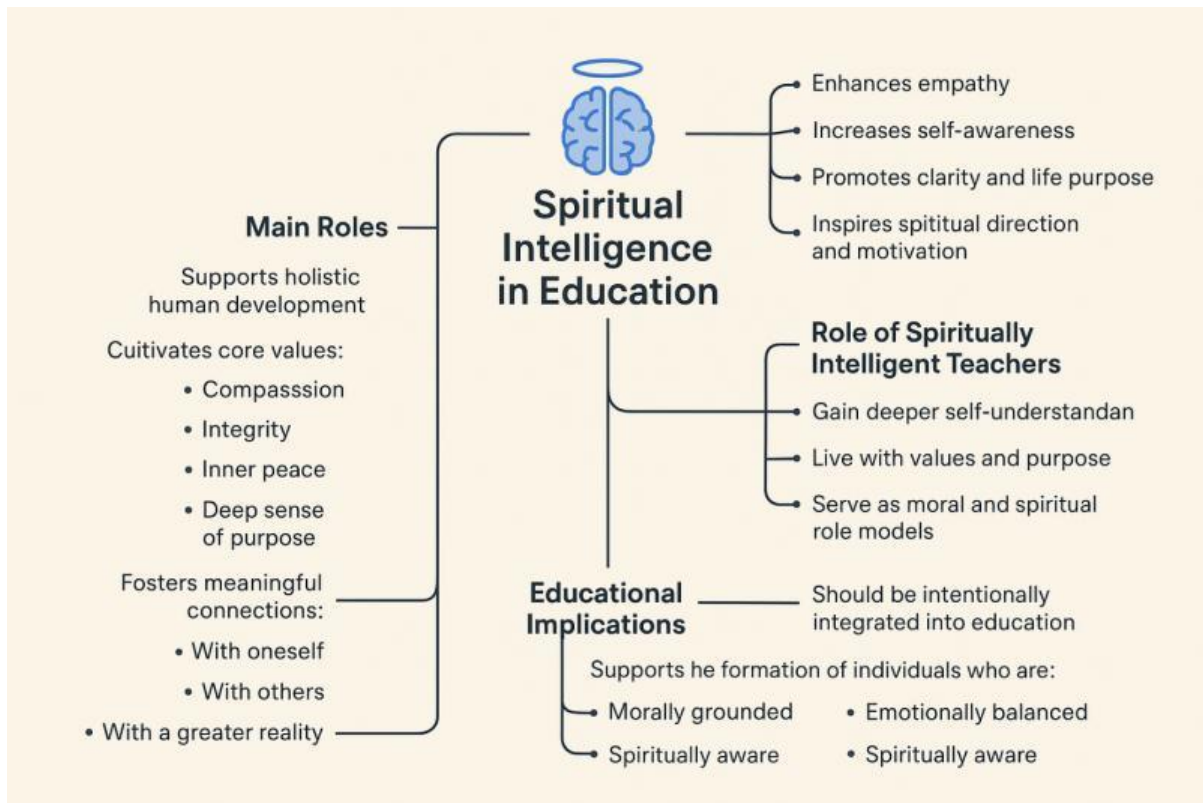 Spiritual
Intelligence
in Education
Main Roles
Supports holistic
human development
Cuitivates core values:
• Compasssion
• Integrity
• Inner peace
• Deep sense
of purpose
Fosters meaningful
connections:
• With oneself
• With others
• With a greater reality
Enhances empathy
Increases self-awareness
Promotes clarity and life purpose
Inspires spititual direction
and motivation
Role of Spiritually
Intelligent Teachers
Gain deeper self-understandan
Live with values and purpose
Serve as moral and spiritual
role models
Educational
Implications
Should be intentionally
integrated into education
Supports he formation of individuals who are:
Morally grounded
• Emotionally balanced
Spiritually aware
• Spiritually aware